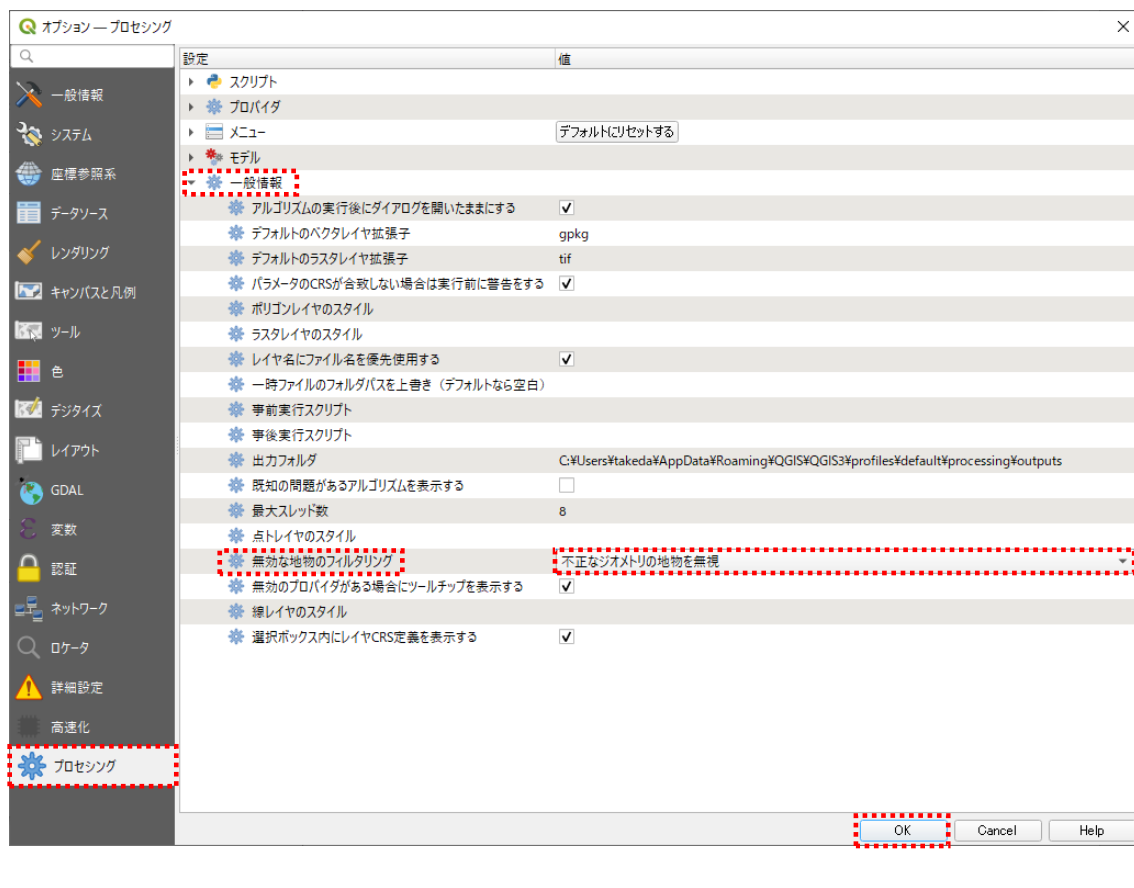 オプション — プロセシング
一般情報
システム
座標参照系
データソース
レンダリング
キャンバスと凡例
ツール
色
デジタイズ
レイアウト
GDAL
変数
認証
ネットワーク
ロケータ
詳細設定
高速化
プロセシング
設定 値
スクリプト
プロバイダ
メニュー デフォルトにリセットする
モデル
一般情報
アルゴリズムの実行後にダイアログを開いたままにする
デフォルトのベクタレイヤ拡張子 gpkg
デフォルトのラスタレイヤ拡張子 tif
パラメータのCRSが合致しない場合は実行前に警告をする
ポリゴンレイヤのスタイル
ラスタレイヤのスタイル
レイヤ名にファイル名を優先使用する
一時ファイルのフォルダパスを上書き（デフォルトなら空白）
事前実行スクリプト
事後実行スクリプト
出力フォルダ C:¥Users¥takeda¥AppData¥Roaming¥QGIS¥QGIS3¥profiles¥default¥processing¥outputs
既知の問題があるアルゴリズムを表示する
最大スレッド数 8
点トレイヤのスタイル
無効な地物のフィルタリング 不正なジオメトリの地物を無視
無効のプロバイダがある場合にツールチップを表示する
線レイヤのスタイル
選択ボックス内にレイヤCRS定義を表示する
OK Cancel Help